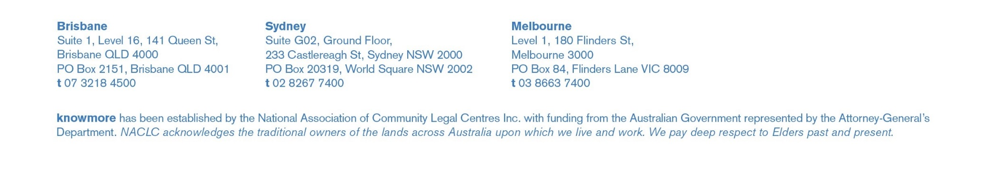 Brisbane
Suite 1, Level 16, 141 Queen St,
Brisbane QLD 4000
PO Box 2151, Brisbane QLD 4001
t 07 3218 4500
Sydney
Suite G02, Ground Floor,
233 Castlereagh St, Sydney NSW 2000
PO Box 20319, World Square NSW 2002
t 02 8267 7400
Melbourne
Level 1, 180 Flinders St,
Melbourne 3000
PO Box 84, Flinders Lane VIC 8009
t 03 8663 7400
knowmore has been established by the National Association of Community Legal Centres Inc. with funding from the Australian Government represented by the Attorney-General’s
Department. NACLC acknowledges the traditional owners of the lands across Australia upon which we live and work. We pay deep respect to Elders past and present.